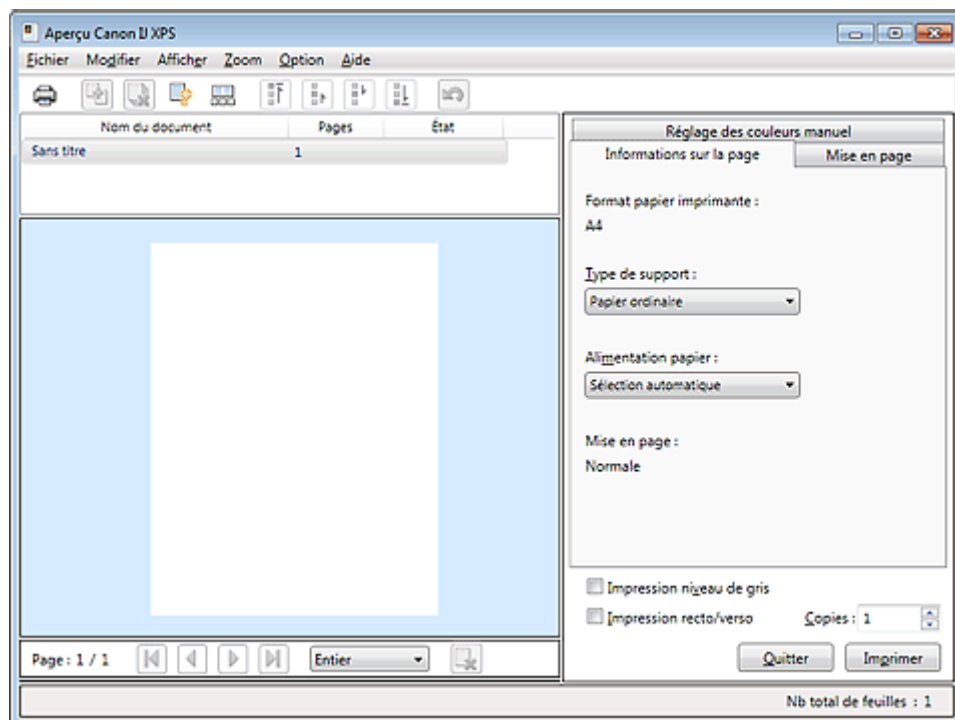 Aperçu Canon IJ XPS
Fichier Modifier Afficher Zoom Option Aide
Nom du document Pages État
Sans titre 1
Réglage des couleurs manuel
Informations sur la page Mise en page
Format papier imprimante :
A4
Type de support :
Papier ordinaire
Alimentation papier :
Sélection automatique
Mise en page :
Normale
Impression niveau de gris
Impression recto/verso Copies : 1
Page : 1 / 1 Entier
Quitter Imprimer
Nb total de feuilles : 1